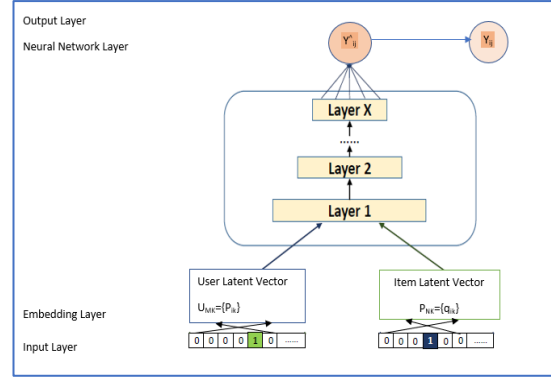 Output Layer
Neural Network Layer
Y^ij
Yij
Layer X
......
Layer 2
Layer 1
User Latent Vector
UMK={Pik}
Item Latent Vector
PNK={qik}
Embedding Layer
Input Layer
0 0 0 0 1 0 ......
0 0 0 1 0 0 ......